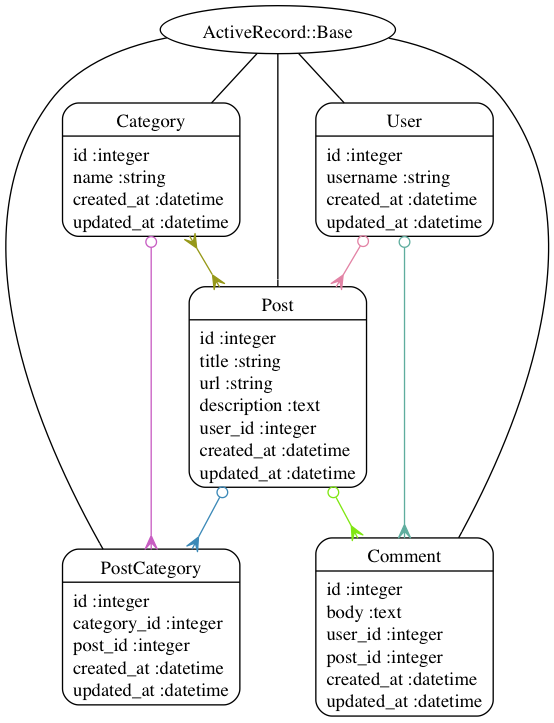 ActiveRecord::Base
Category
id :integer
name :string
created_at :datetime
updated_at :datetime
User
id :integer
username :string
created_at :datetime
updated_at :datetime
Post
id :integer
title :string
url :string
description :text
user_id :integer
created_at :datetime
updated_at :datetime
PostCategory
id :integer
category_id :integer
post_id :integer
created_at :datetime
updated_at :datetime
Comment
id :integer
body :text
user_id :integer
post_id :integer
created_at :datetime
updated_at :datetime